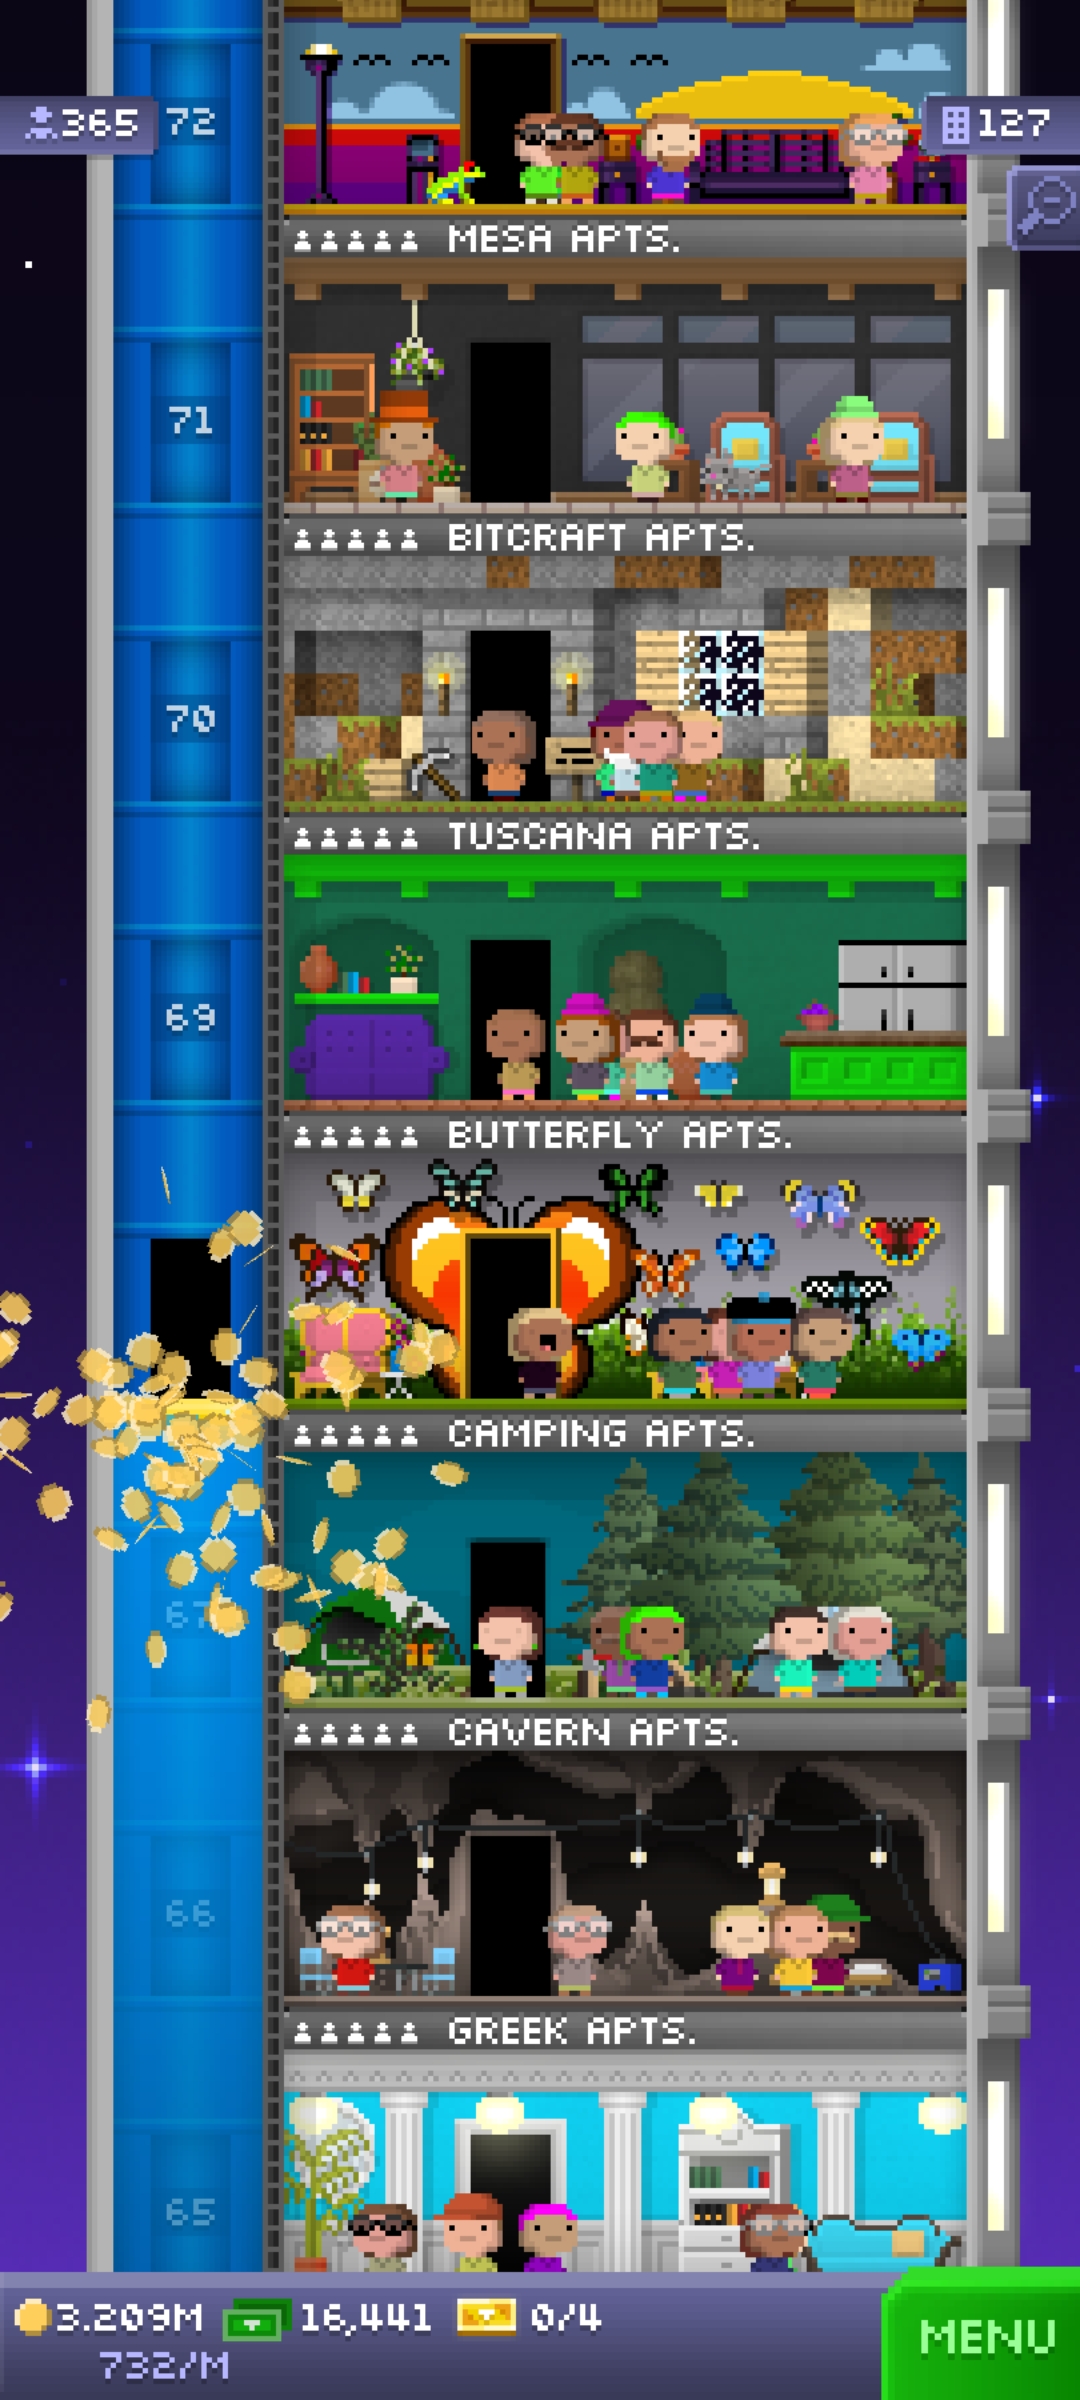 365
72
127
MESA APTS.
71
BITCRAFT APTS.
70
TUSCANA APTS.
69
BUTTERFLY APTS.
CAMPING APTS.
67
CAVERN APTS.
66
GREEK APTS.
65
3.209M 16,441 0/4
732/M
MENU